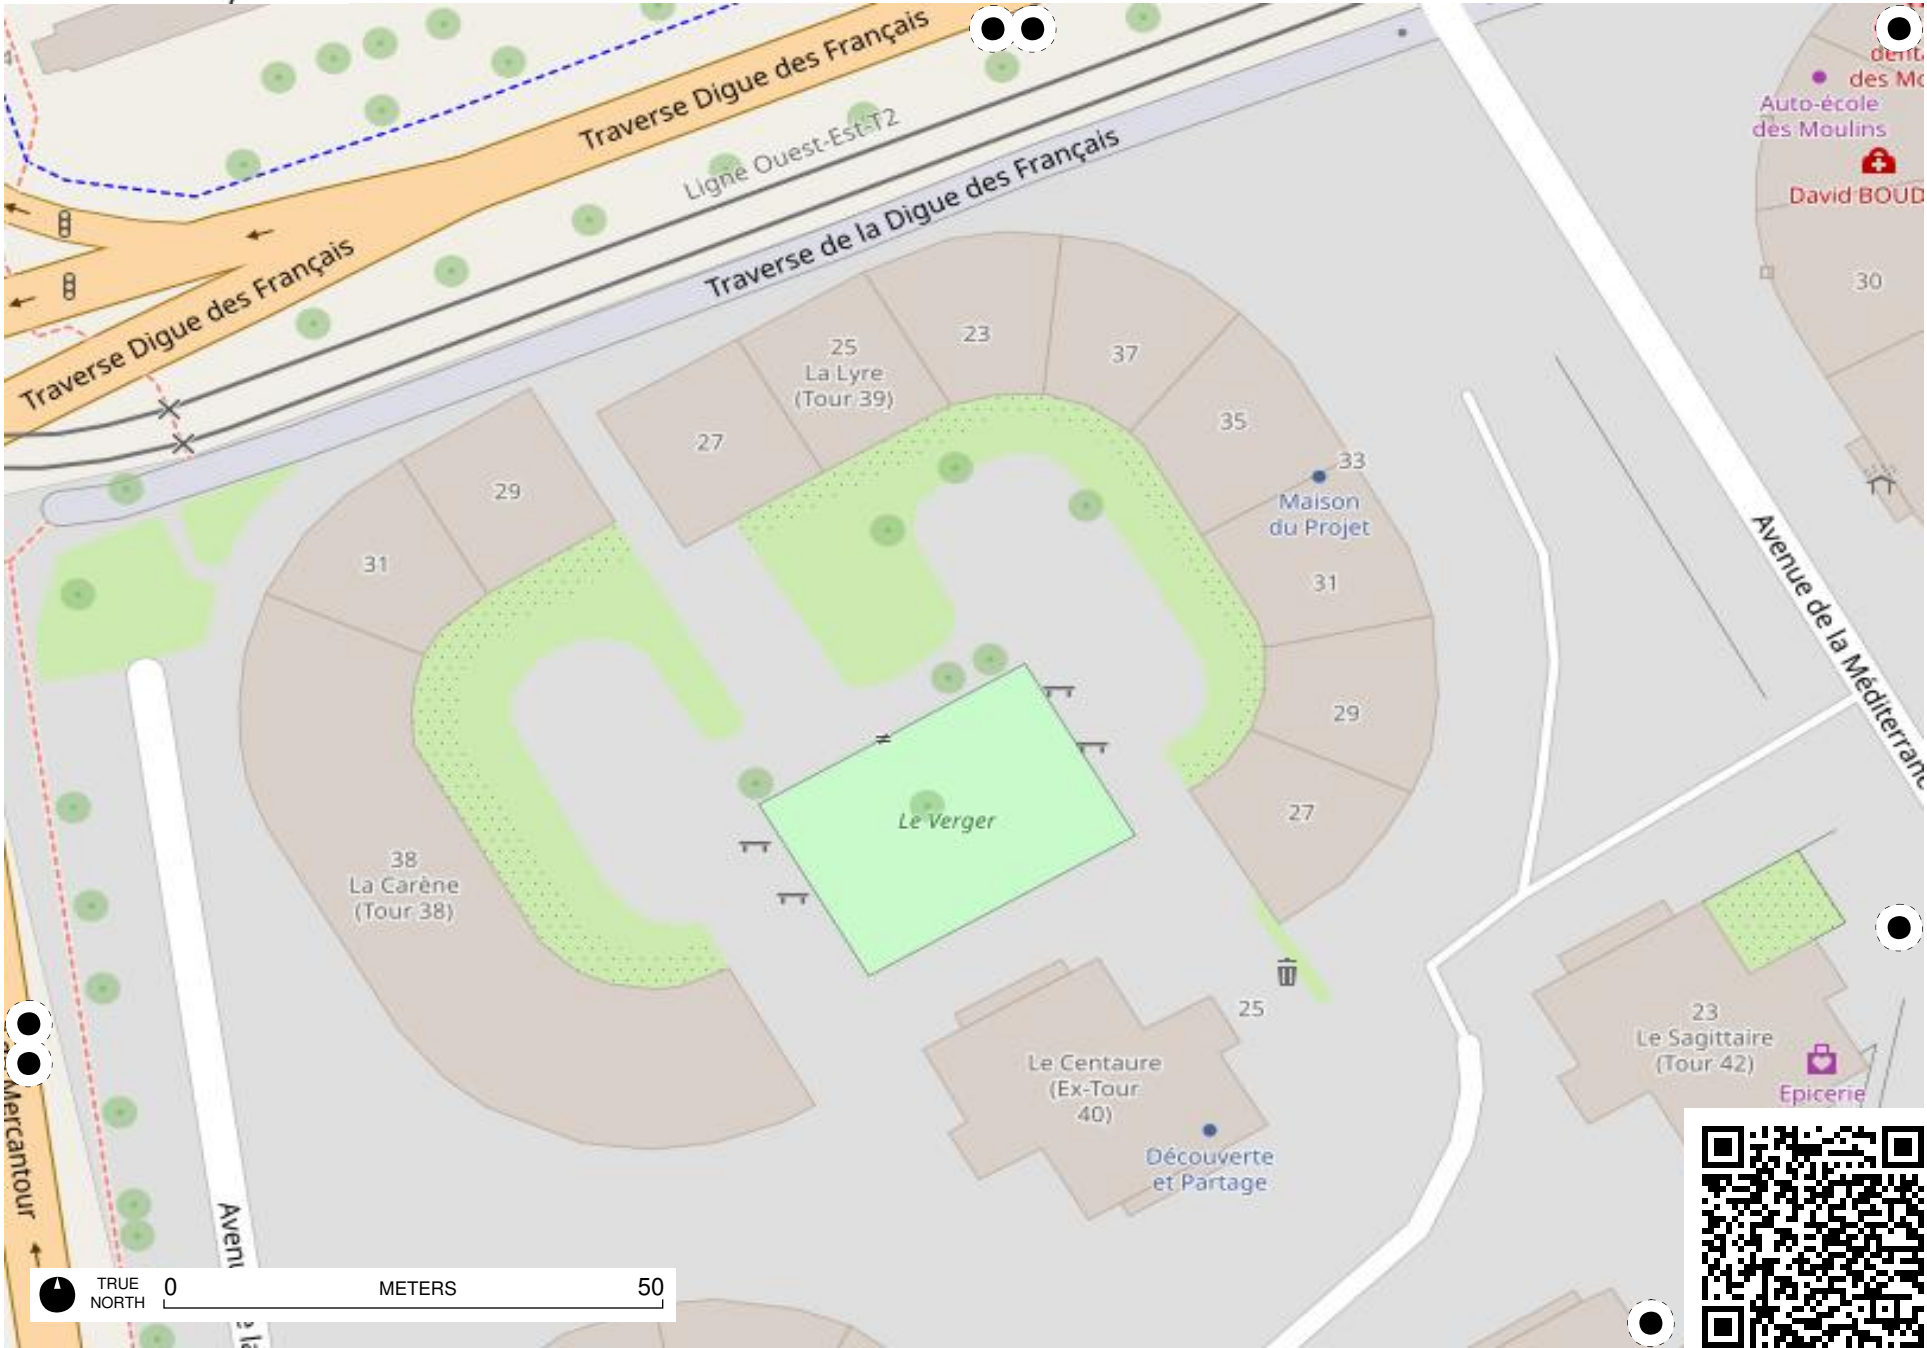 Traverse Digue des Français
Ligne Ouest-Est-T2
Traverse de la Digue des Français
Traverse Digue des Français
des Mo
Auto-école
des Moulins
David BOUD
30
25
La Lyre
(Tour 39)
23
37
27
35
33
Maison
du Projet
31
29
27
29
31
38
La Carène
(Tour 38)
Le Verger
Avenue de la Méditerrané
25
Le Centaure
(Ex-Tour
40)
Découverte
et Partage
23
Le Sagittaire
(Tour 42)
Epicerie
Mercantour
Avenu
e la
TRUE
NORTH
0 METERS 50